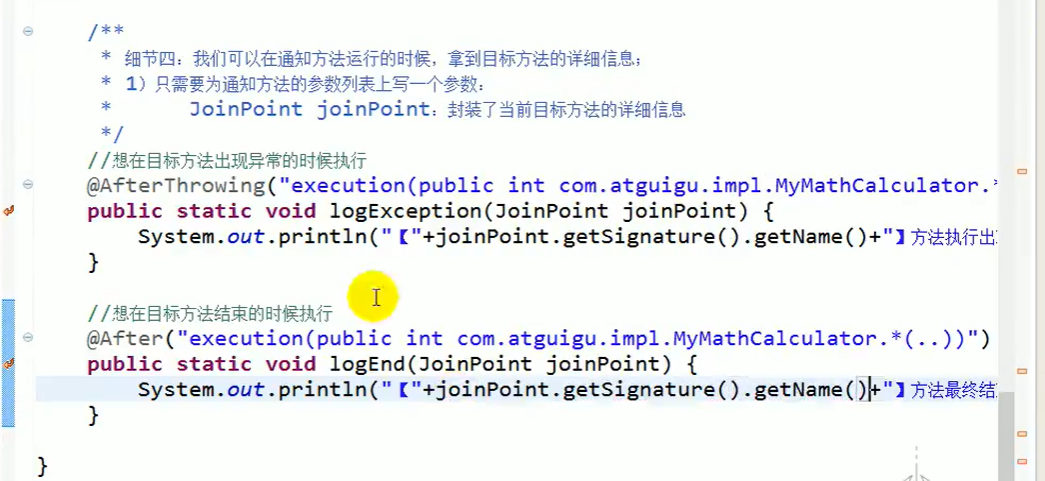 /**
* 细节四：我们可以在通知方法运行的时候，拿到目标方法的详细信息；
* 1）只需要为通知方法的参数列表上写一个参数：
* JoinPoint joinPoint：封装了当前目标方法的详细信息
*/
//想在目标方法出现异常的时候执行
@AfterThrowing("execution(public int com.atguigu.impl.MyMathCalculator.*
public static void logException(JoinPoint joinPoint) {
System.out.println("【"+joinPoint.getSignature().getName()+"】方法执行出
}
//想在目标方法结束的时候执行
@After("execution(public int com.atguigu.impl.MyMathCalculator.*(..))")
public static void logEnd(JoinPoint joinPoint) {
System.out.println("【"+joinPoint.getSignature().getName()+"】方法最终结
}
}